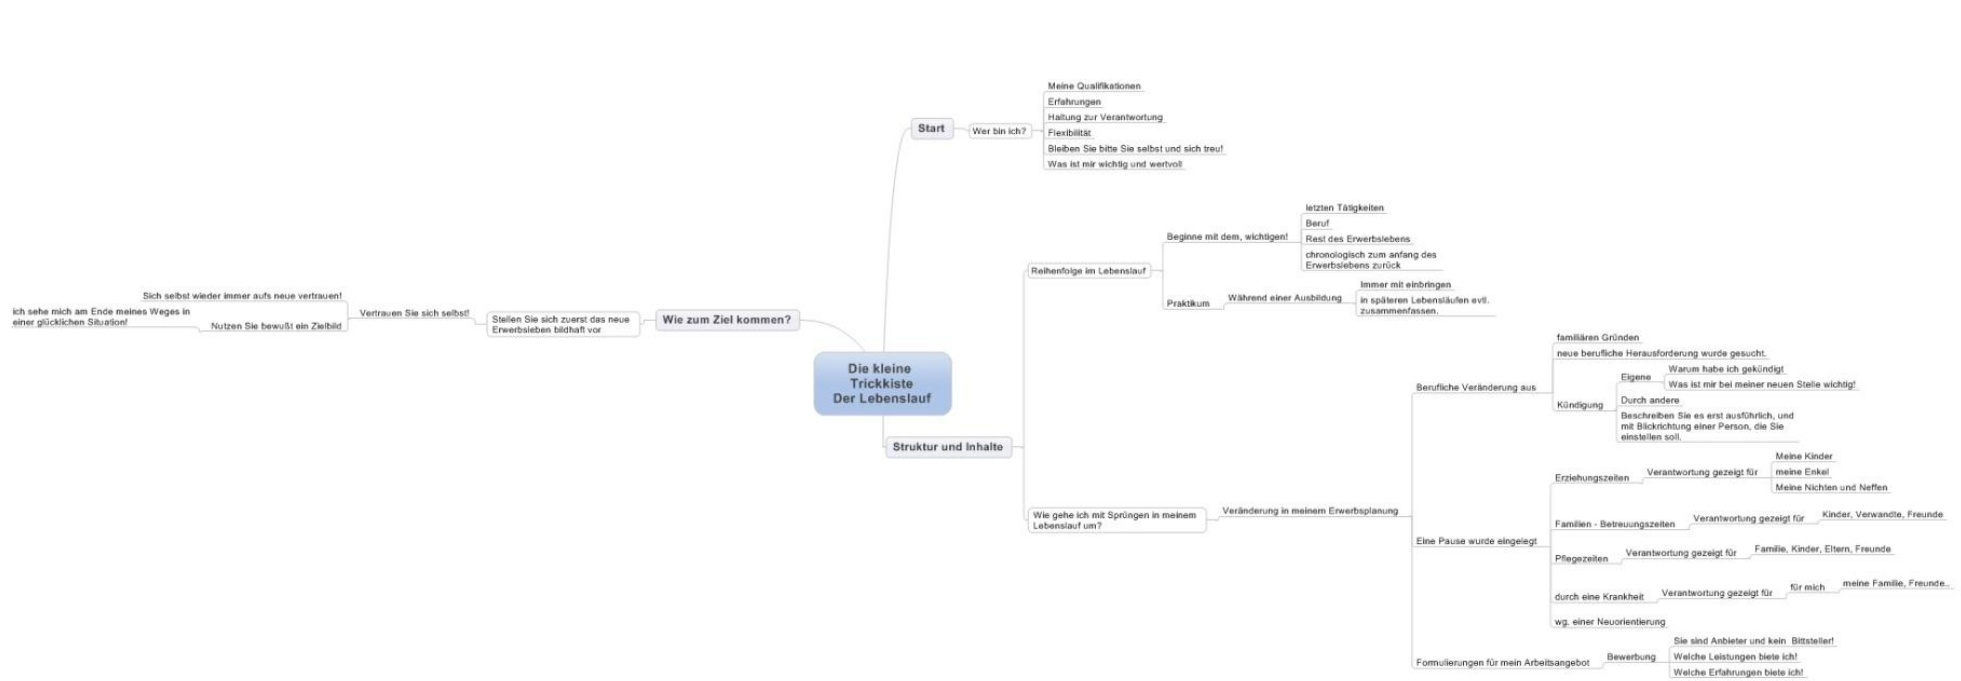 Die kleine
Trickkiste
Der Lebenslauf
Start
Wer bin ich?
Meine Qualifikationen
Erfahrungen
Haltung zur Verantwortung
Flexibilität
Bleiben Sie bitte Sie selbst und sich treu!
Was ist mir wichtig und wertvoll
Struktur und Inhalte
Reihenfolge im Lebenslauf
Beginne mit dem, wichtigen!
letzten Tätigkeiten
Beruf
Rest des Erwerbslebens
chronologisch zum anfang des
Erwerbslebens zurück
Praktikum
Während einer Ausbildung
Immer mit einbringen
in späteren Lebensläufen evtl.
zusammenfassen.
Wie gehe ich mit Sprüngen in meinem
Lebenslauf um?
Veränderung in meinem Erwerbsplanung
Berufliche Veränderung aus
familiären Gründen
neue berufliche Herausforderung wurde gesucht.
Kündigung
Eigene
Warum habe ich gekündigt
Was ist mir bei meiner neuen Stelle wichtig!
Durch andere
Beschreiben Sie es erst ausführlich, und
mit Blickrichtung einer Person, die Sie
einstellen soll.
Eine Pause wurde eingelegt
Erziehungszeiten
Verantwortung gezeigt für
Meine Kinder
meine Enkel
Meine Nichten und Neffen
Familien - Betreuungszeiten
Verantwortung gezeigt für
Kinder, Verwandte, Freunde
Pflegezeiten
Verantwortung gezeigt für
Familie, Kinder, Eltern, Freunde
durch eine Krankheit
Verantwortung gezeigt für
für mich
meine Familie, Freunde..
wg. einer Neuorientierung
Formulierungen für mein Arbeitsangebot
Bewerbung
Sie sind Anbieter und kein Bittsteller!
Welche Leistungen biete ich!
Welche Erfahrungen biete ich!
Wie zum Ziel kommen?
Stellen Sie sich zuerst das neue
Erwerbsleben bildhaft vor
Vertrauen Sie sich selbst!
Sich selbst wieder immer aufs neue vertrauen!
Nutzen Sie bewußt ein Zielbild
ich sehe mich am Ende meines Weges in
einer glücklichen Situation!